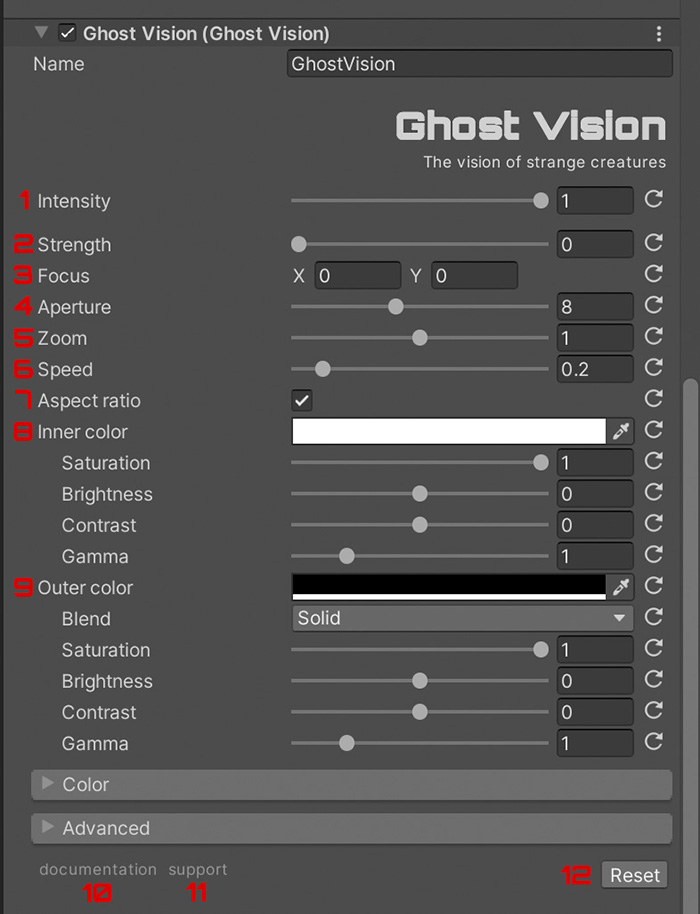 Ghost Vision (Ghost Vision)
Name GhostVision
Ghost Vision
The vision of strange creatures
1 Intensity 1
2 Strength 0
3 Focus X 0 Y 0
4 Aperture 8
5 Zoom 1
6 Speed 0.2
7 Aspect ratio
8 Inner color
Saturation 1
Brightness 0
Contrast 0
Gamma 1
9 Outer color
Blend Solid
Saturation 1
Brightness 0
Contrast 0
Gamma 1
Color
Advanced
documentation support
10 11 12 Reset